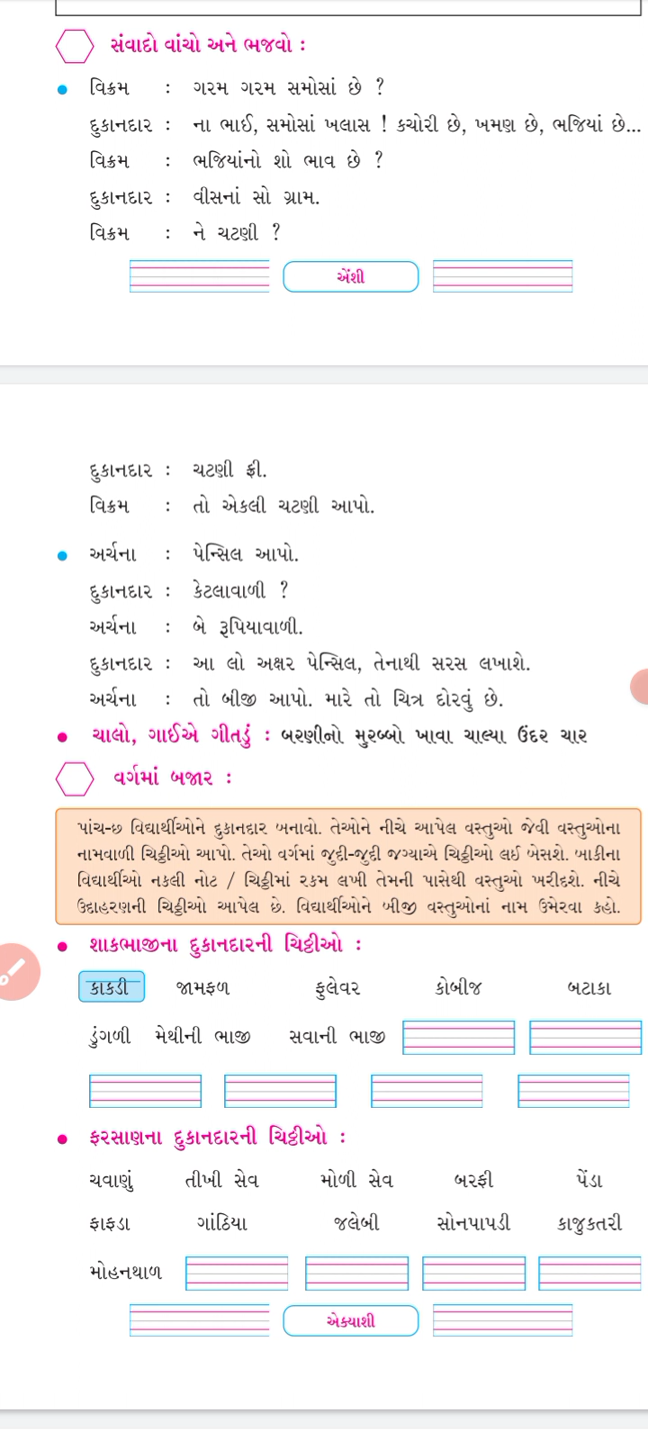 સંવાદો વાંચો અને ભજવો :
વિક્રમ : ગરમ ગરમ સમોસાં છે ?
દુકાનદાર : ના ભાઈ, સમોસાં ખલાસ ! કચોરી છે, ખમણ છે, ભજિયાં છે...
વિક્રમ : ભજિયાંનો શો ભાવ છે ?
દુકાનદાર : વીસનાં સો ગ્રામ.
વિક્રમ : ને ચટણી ?
એંશી
દુકાનદાર : ચટણી ફ્રી.
વિક્રમ : તો એકલી ચટણી આપો.
અર્ચના : પેન્સિલ આપો.
દુકાનદાર : કેટલાવાળી ?
અર્ચના : બે રૂપિયાવાળી.
દુકાનદાર : આ લો અક્ષર પેન્સિલ, તેનાથી સરસ લખાશે.
અર્ચના : તો બીજી આપો. મારે તો ચિત્ર દોરવું છે.
ચાલો, ગાઈએ ગીતડું : બરણીનો મુરબ્બો ખાવા ચાલ્યા ઉંદર ચાર
વર્ગમાં બજાર :
પાંચ-છ વિદ્યાર્થીઓને દુકાનદાર બનાવો. તેઓને નીચે આપેલ વસ્તુઓ જેવી વસ્તુઓના
નામવાળી ચિઠ્ઠીઓ આપો. તેઓ વર્ગમાં જુદી-જુદી જગ્યાએ ચિઠ્ઠીઓ લઈ બેસશે. બાકીના
વિદ્યાર્થીઓ નકલી નોટ / ચિઠ્ઠીમાં રકમ લખી તેમની પાસેથી વસ્તુઓ ખરીદશે. નીચે
ઉદાહરણની ચિઠ્ઠીઓ આપેલ છે. વિદ્યાર્થીઓને બીજી વસ્તુઓનાં નામ ઉમેરવા કહો.
શાકભાજીના દુકાનદારની ચિઠ્ઠીઓ :
કાકડી જામફળ ફુલેવર કોબીજ બટાકા
ડુંગળી મેથીની ભાજી સવાની ભાજી
ફરસાણના દુકાનદારની ચિઠ્ઠીઓ :
ચવાણું તીખી સેવ મોળી સેવ બરફી પેંડા
ફાફડા ગાંઠિયા જલેબી સોનપાપડી કાજુકતરી
મોહનથાળ
એક્યાશી